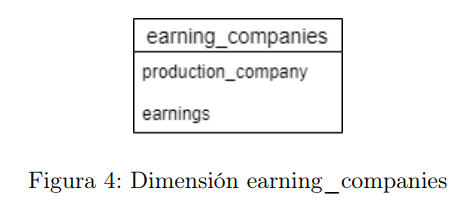 earning_companies
production_company
earnings
Figura 4: Dimensión earning_companies